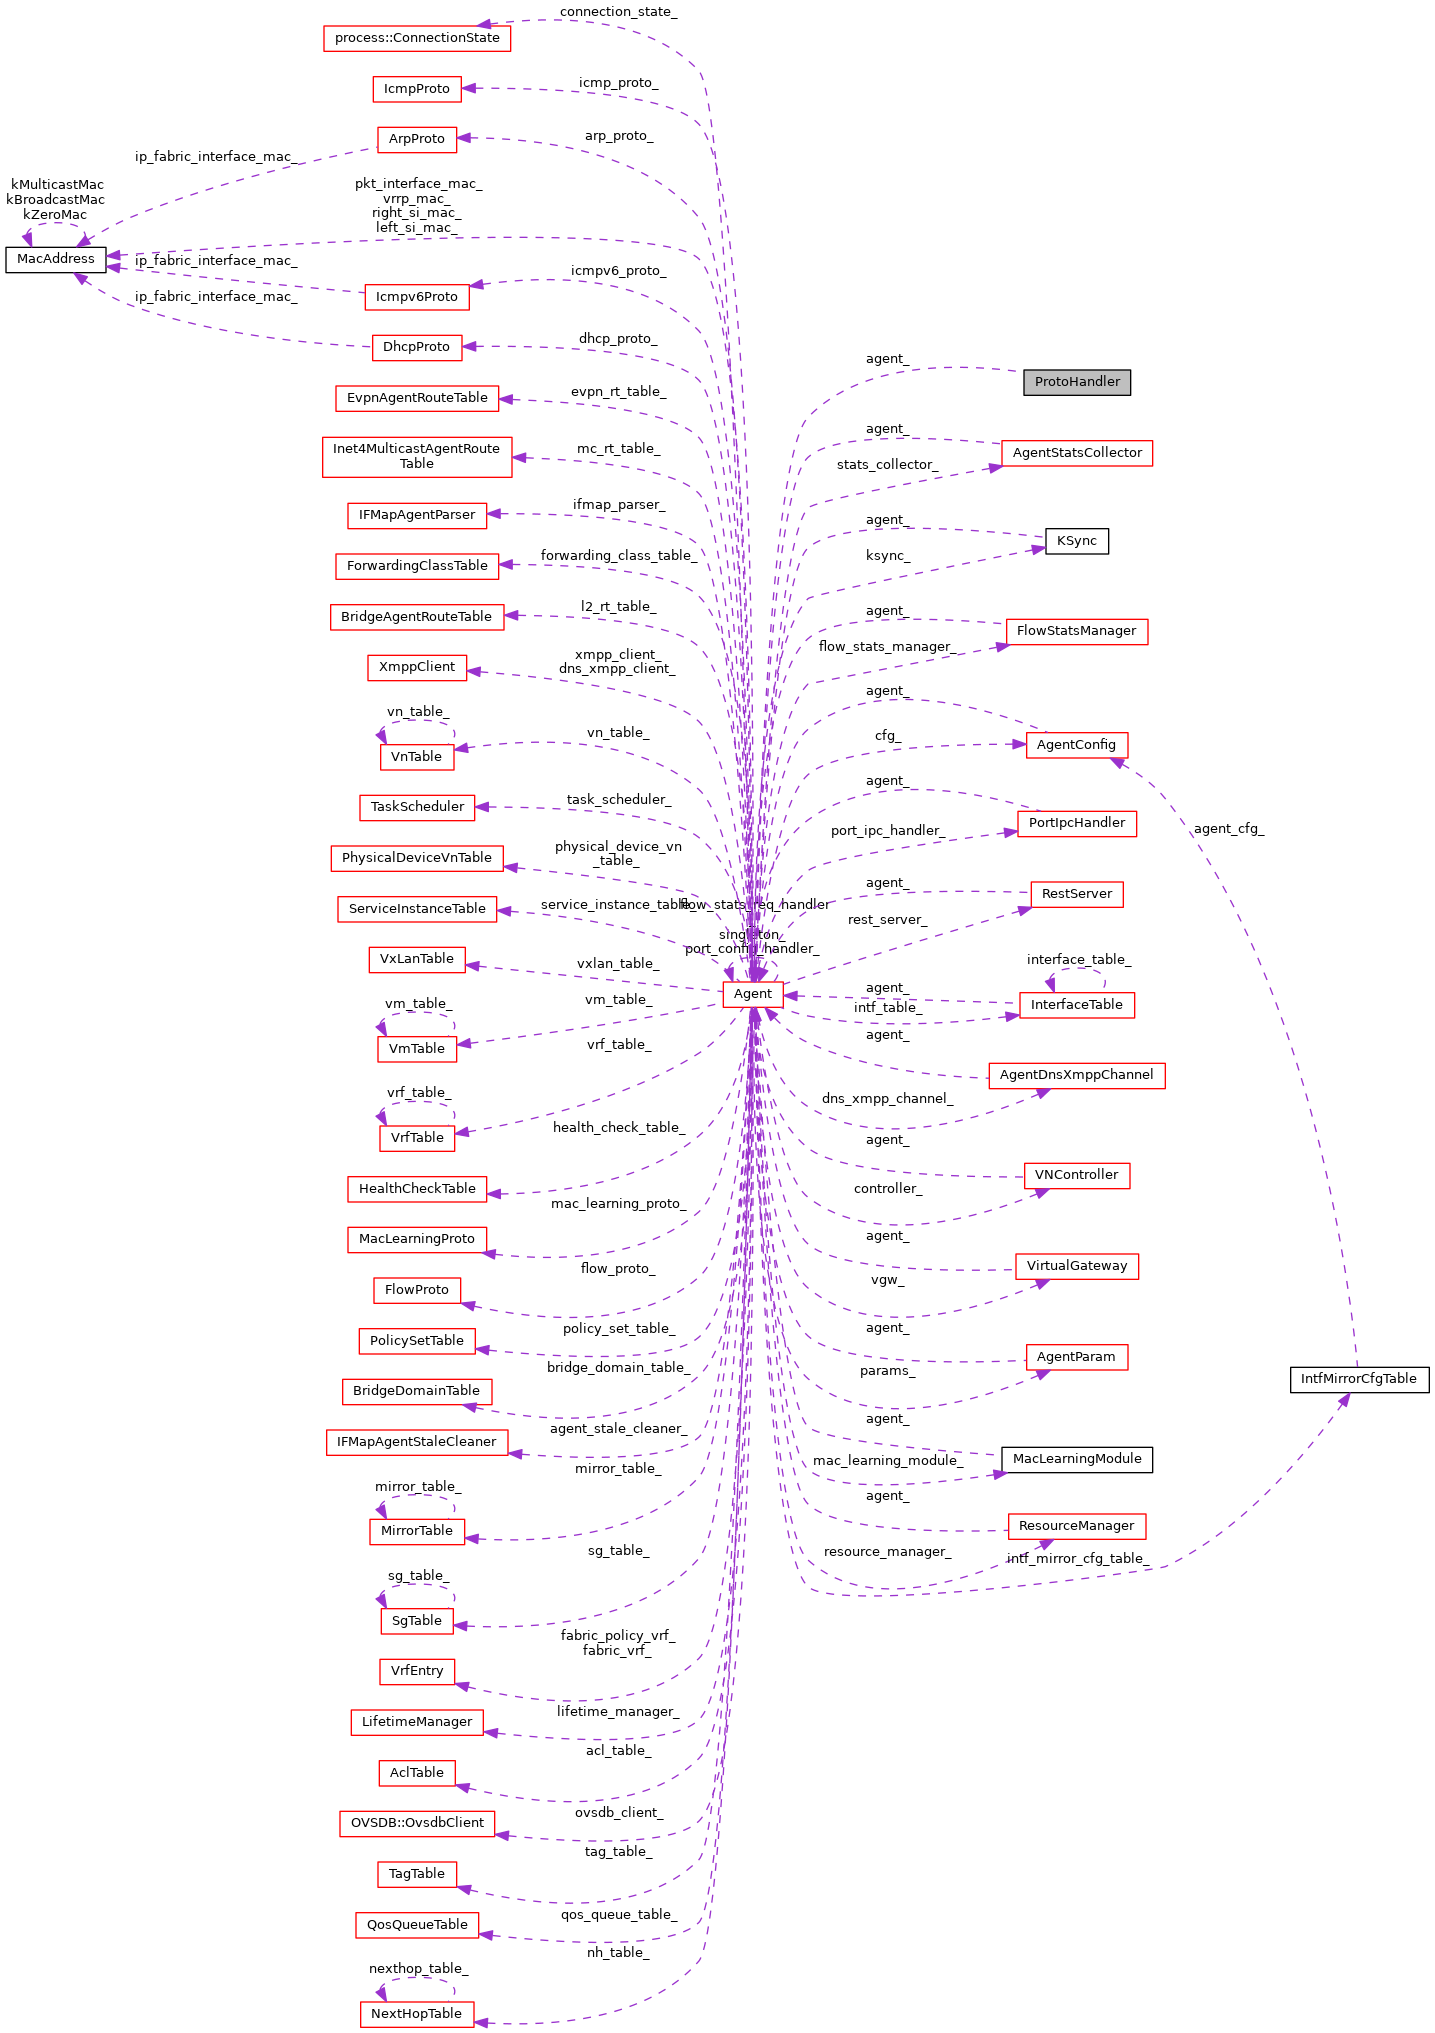 connection_state_
process::ConnectionState
icmp_proto_
IcmpProto
arp_proto_
ArpProto
ip_fabric_interface_mac_
kMulticastMac
kBroadcastMac
kZeroMac
pkt_interface_mac_
vrrp_mac_
right_si_mac_
left_si_mac_
MacAddress
ip_fabric_interface_mac_
icmpv6_proto_
Icmpv6Proto
ip_fabric_interface_mac_
dhcp_proto_
DhcpProto
agent_
ProtoHandler
evpn_rt_table_
EvpnAgentRouteTable
agent_
mc_rt_table_
Inet4MulticastAgentRoute
Table
AgentStatsCollector
stats_collector_
ifmap_parser_
IFMapAgentParser
agent_
KSync
forwarding_class_table_
ForwardingClassTable
ksync_
l2_rt_table_
BridgeAgentRouteTable
agent_
FlowStatsManager
flow_stats_manager_
xmpp_client_
dns_xmpp_client_
XmppClient
agent_
vn_table_
vn_table_
VnTable
cfg_
AgentConfig
agent_
task_scheduler_
TaskScheduler
PortIpcHandler
port_ipc_handler_
agent_cfg_
physical_device_vn
_table_
PhysicalDeviceVnTable
agent_
RestServer
service_instance_table_
ServiceInstanceTable
flow_stats_req_handler
_
rest_server_
singleton_
port_config_handler_
vxlan_table_
VxLanTable
interface_table_
Agent
agent_
InterfaceTable
intf_table_
vm_table_
vm_table_
VmTable
agent_
vrf_table_
AgentDnsXmppChannel
dns_xmpp_channel_
vrf_table_
VrfTable
health_check_table_
agent_
VNController
HealthCheckTable
controller_
mac_learning_proto_
MacLearningProto
agent_
flow_proto_
VirtualGateway
FlowProto
vgw_
policy_set_table_
PolicySetTable
agent_
AgentParam
bridge_domain_table_
BridgeDomainTable
params_
IntfMirrorCfgTable
agent_stale_cleaner_
IFMapAgentStaleCleaner
agent_
MacLearningModule
mac_learning_module_
mirror_table_
mirror_table_
MirrorTable
agent_
ResourceManager
sg_table_
resource_manager_
intf_mirror_cfg_table_
sg_table_
SgTable
fabric_policy_vrf_
fabric_vrf_
VrfEntry
lifetime_manager_
LifetimeManager
acl_table_
AclTable
ovsdb_client_
OVSDB::OvsdbClient
tag_table_
TagTable
qos_queue_table_
QosQueueTable
nh_table_
nexthop_table_
NextHopTable